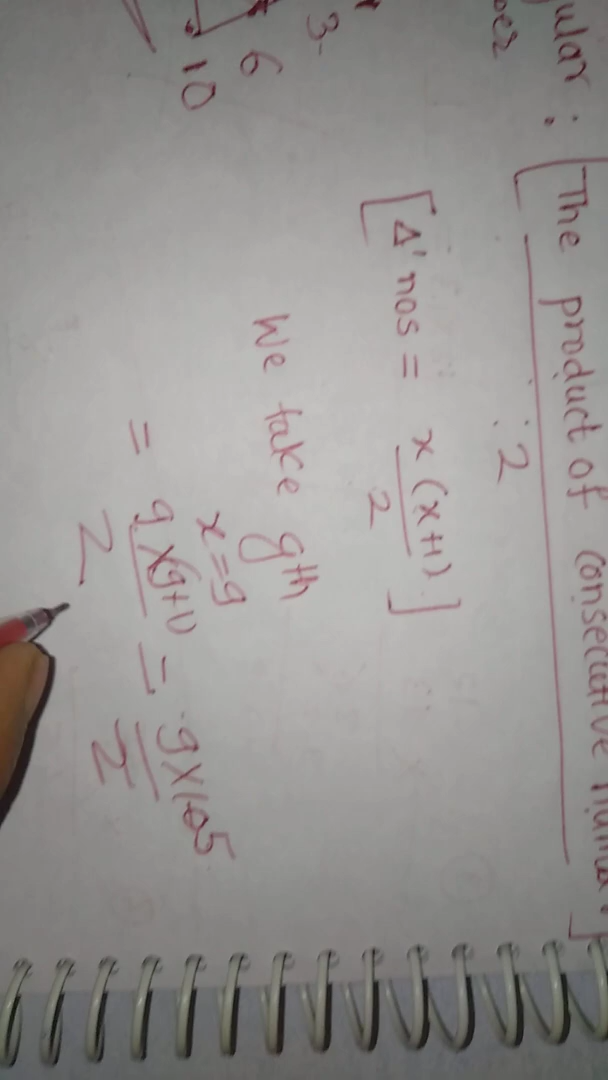 The product of consecutive
2
3
6
10
[Δ' nos = x(x+1)
2]
We take 9th
x=9
= 9×(9+1) = 9×10 5
2 2